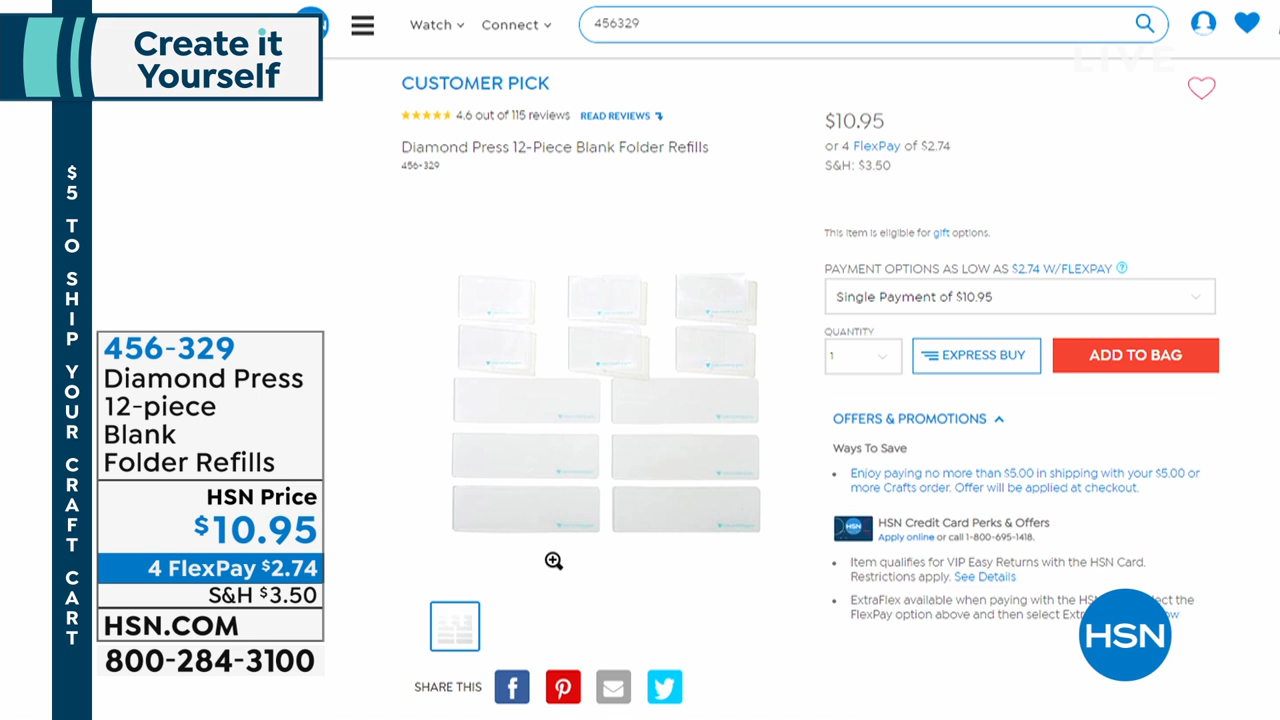 Create it
Yourself
$5 TO SHIP YOUR CRAFT CART
456-329
Diamond Press
12-piece
Blank
Folder Refills
HSN Price
$10.95
4 FlexPay $2.74
S&H $3.50
HSN.COM
800-284-3100
Watch
Connect
456329
LIVE
CUSTOMER PICK
4.6 out of 115 reviews READ REVIEWS
Diamond Press 12-Piece Blank Folder Refills
456-329
$10.95
or 4 FlexPay of $2.74
S&H: $3.50
This item is eligible for gift options.
PAYMENT OPTIONS AS LOW AS $2.74 W/FLEXPAY ?
Single Payment of $10.95
QUANTITY
1
EXPRESS BUY
ADD TO BAG
OFFERS & PROMOTIONS
Ways To Save
Enjoy paying no more than $5.00 in shipping with your $5.00 or
more Crafts order. Offer will be applied at checkout.
HSN
HSN Credit Card Perks & Offers
Apply online or call 1-800-695-1418.
Item qualifies for VIP Easy Returns with the HSN Card.
Restrictions apply. See Details
ExtraFlex available when paying with the HS
ect the
FlexPay option above and then select Extr
ow
HSN
SHARE THIS